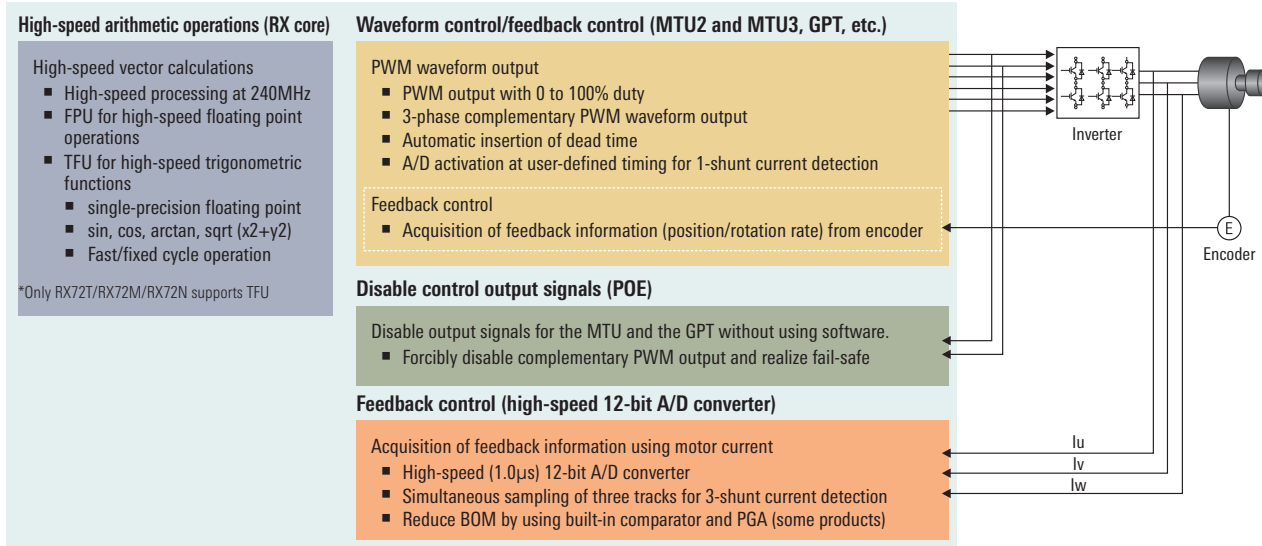 High-speed arithmetic operations (RX core)
High-speed vector calculations
■ High-speed processing at 240MHz
■ FPU for high-speed floating point
operations
■ TFU for high-speed trigonometric
functions
■ single-precision floating point
■ sin, cos, arctan, sqrt (x2+y2)
■ Fast/fixed cycle operation
*Only RX72T/RX72M/RX72N supports TFU
Waveform control/feedback control (MTU2 and MTU3, GPT, etc.)
PWM waveform output
■ PWM output with 0 to 100% duty
■ 3-phase complementary PWM waveform output
■ Automatic insertion of dead time
■ A/D activation at user-defined timing for 1-shunt current detection
Feedback control
■ Acquisition of feedback information (position/rotation rate) from encoder
Disable control output signals (POE)
Disable output signals for the MTU and the GPT without using software.
■ Forcibly disable complementary PWM output and realize fail-safe
Feedback control (high-speed 12-bit A/D converter)
Acquisition of feedback information using motor current
■ High-speed (1.0µs) 12-bit A/D converter
■ Simultaneous sampling of three tracks for 3-shunt current detection
■ Reduce BOM by using built-in comparator and PGA (some products)
Inverter
E
Encoder
Iu
Iv
Iw